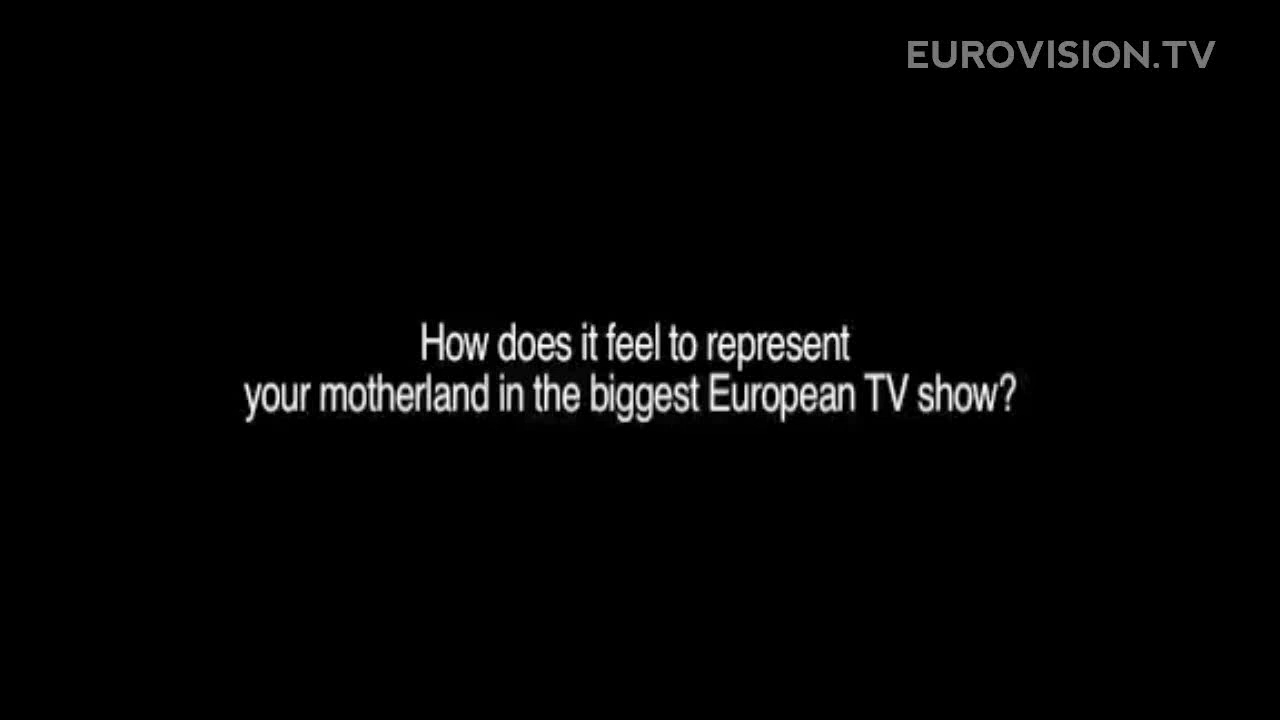 EUROVISION.TV
How does it feel to represent
your motherland in the biggest European TV show?